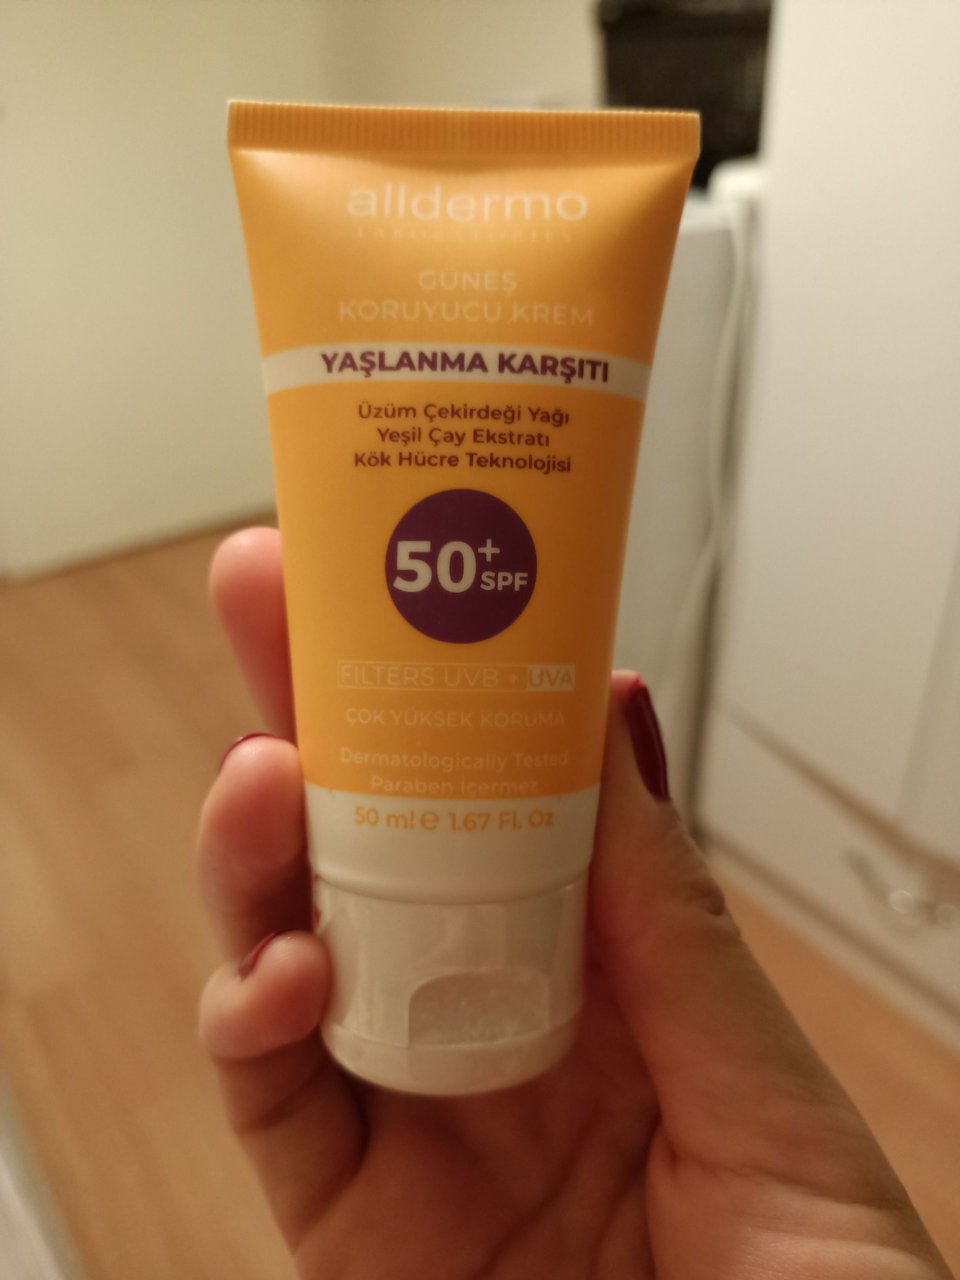 alldermo
LABORATORIES
GÜNEŞ
KORUYUCU KREM
YAŞLANMA KARŞITI
Üzüm Çekirdeği Yağı
Yeşil Çay Ekstratı
Kök Hücre Teknolojisi
50+ SPF
FILTERS UVB + UVA
ÇOK YÜKSEK KORUMA
Dermatologically Tested
Paraben İçermez
50 ml e 1.67 Fl. Oz